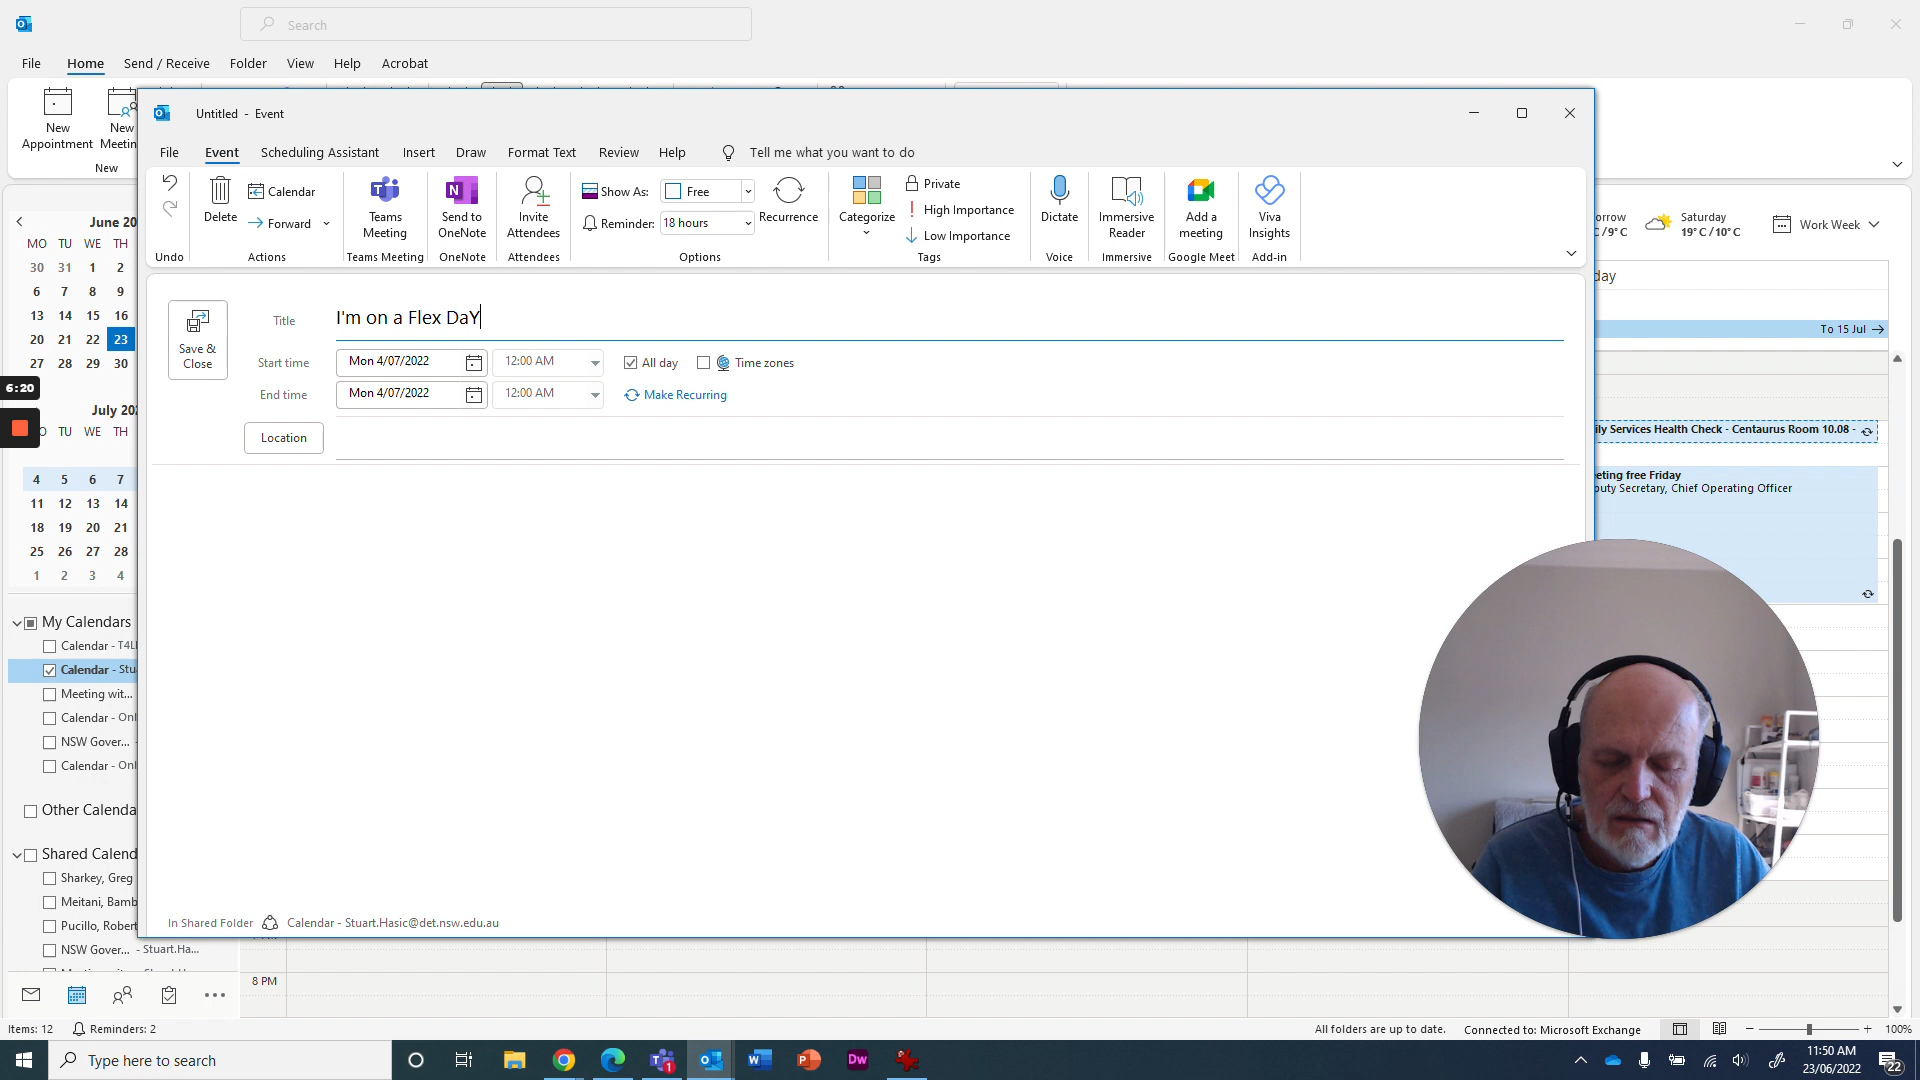 Search
File Home Send / Receive Folder View Help Acrobat
New Appointment
New
New
Untitled - Event
File Event Scheduling Assistant Insert Draw Format Text Review Help Tell me what you want to do
Delete
Calendar
Forward
Teams Meeting
Send to OneNote
Invite Attendees
Show As: Free
Reminder: 18 hours
Recurrence
Categorize
Private
High Importance
Low Importance
Dictate
Immersive Reader
Add a meeting
Viva Insights
Undo Actions Teams Meeting OneNote Attendees Options Tags Voice Immersive Google Meet Add-in
Save & Close
Title I'm on a Flex DaY
Start time Mon 4/07/2022 12:00 AM All day Time zones
End time Mon 4/07/2022 12:00 AM Make Recurring
Location
In Shared Folder Calendar - Stuart.Hasic@det.nsw.edu.au
June 20
MO TU WE TH
30 31 1 2
6 7 8 9
13 14 15 16
20 21 22 23
27 28 29 30
6:20
July 202
O TU WE TH
4 5 6 7
11 12 13 14
18 19 20 21
25 26 27 28
1 2 3 4
My Calendars
Calendar - T4L
Calendar - Stu
Meeting wit...
Calendar - Onl
NSW Gover... -
Calendar - Onl
Other Calenda
Shared Calend
Sharkey, Greg
Meitani, Bamb
Pucillo, Robert
NSW Gover... - Stuart.Ha...
orrow
C / 9° C
Saturday
19° C / 10° C
Work Week
day
To 15 Jul
ily Services Health Check - Centaurus Room 10.08 -
eting free Friday
outy Secretary, Chief Operating Officer
8 PM
Items: 12 Reminders: 2
All folders are up to date. Connected to: Microsoft Exchange 100%
Type here to search
1
Dw
11:50 AM
23/06/2022
22